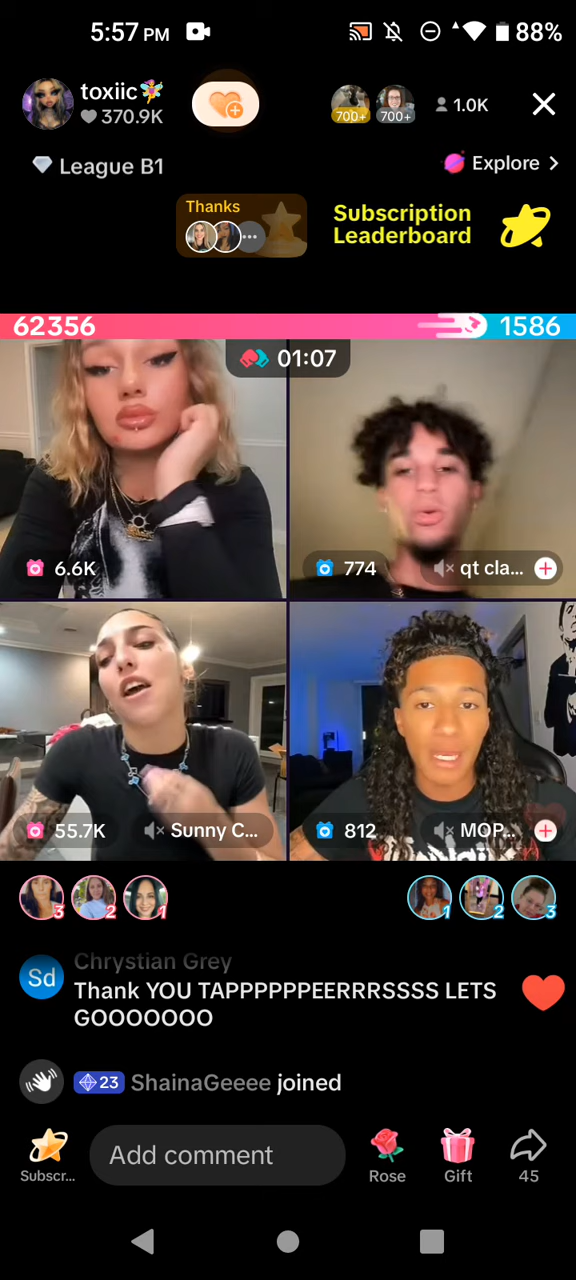 5:57 PM
88%
toxiic🧚‍♀️
370.9K
700+
700+
1.0K
League B1
Explore >
Thanks
Subscription
Leaderboard
62356
1586
01:07
6.6K
774
qt cla...
55.7K
Sunny C...
812
MOP...
3
2
1
1
2
3
Chrystian Grey
Sd
Thank YOU TAPPPPPPEERRRSSSS LETS
GOOOOOOO
23 ShainaGeeee joined
Add comment
Subscr...
Rose
Gift
45